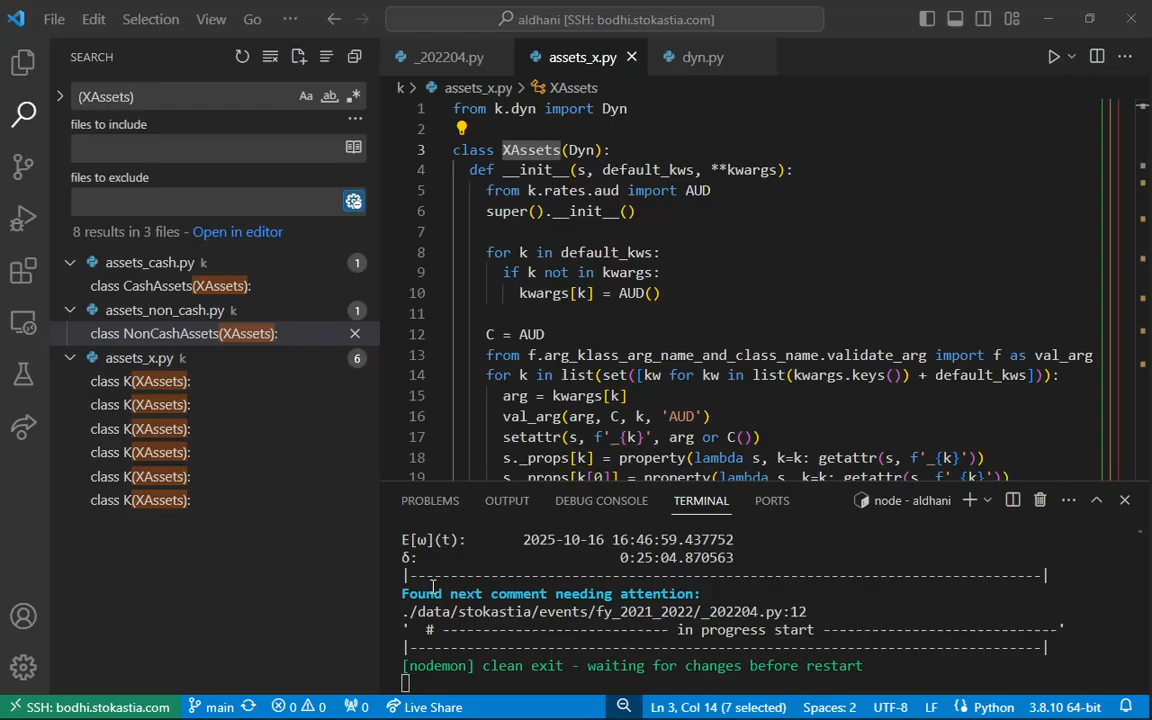 File Edit Selection View Go ··· aldhani [SSH: bodhi.stokastia.com]
SEARCH
(XAssets) Aa ab .*
files to include
files to exclude
8 results in 3 files - Open in editor
assets_cash.py k 1
class CashAssets(XAssets):
assets_non_cash.py k 1
class NonCashAssets(XAssets):
assets_x.py k 6
class K(XAssets):
class K(XAssets):
class K(XAssets):
class K(XAssets):
class K(XAssets):
class K(XAssets):
_202204.py assets_x.py dyn.py
k > assets_x.py > XAssets
1 from k.dyn import Dyn
2
3 class XAssets(Dyn):
4 def __init__(s, default_kws, **kwargs):
5 from k.rates.aud import AUD
6 super().__init__()
7
8 for k in default_kws:
9 if k not in kwargs:
10 kwargs[k] = AUD()
11
12 C = AUD
13 from f.arg_klass_arg_name_and_class_name.validate_arg import f as val_arg
14 for k in list(set([kw for kw in list(kwargs.keys()) + default_kws])):
15 arg = kwargs[k]
16 val_arg(arg, C, k, 'AUD')
17 setattr(s, f'_{k}', arg or C())
18 s._props[k] = property(lambda s, k=k: getattr(s, f'_{k}'))
19 s._props[k[0]] = property(lambda s, k=k: getattr(s, f'_{k}'))
PROBLEMS OUTPUT DEBUG CONSOLE TERMINAL PORTS node - aldhani
E[ω](t): 2025-10-16 16:46:59.437752
δ: 0:25:04.870563
|----------------------------------------------------------------------------|
Found next comment needing attention:
./data/stokastia/events/fy_2021_2022/_202204.py:12
' # --------------------------- in progress start ----------------------------'
|----------------------------------------------------------------------------|
[nodemon] clean exit - waiting for changes before restart
SSH: bodhi.stokastia.com main 0 0 0 Live Share Ln 3, Col 14 (7 selected) Spaces: 2 UTF-8 LF Python 3.8.10 64-bit